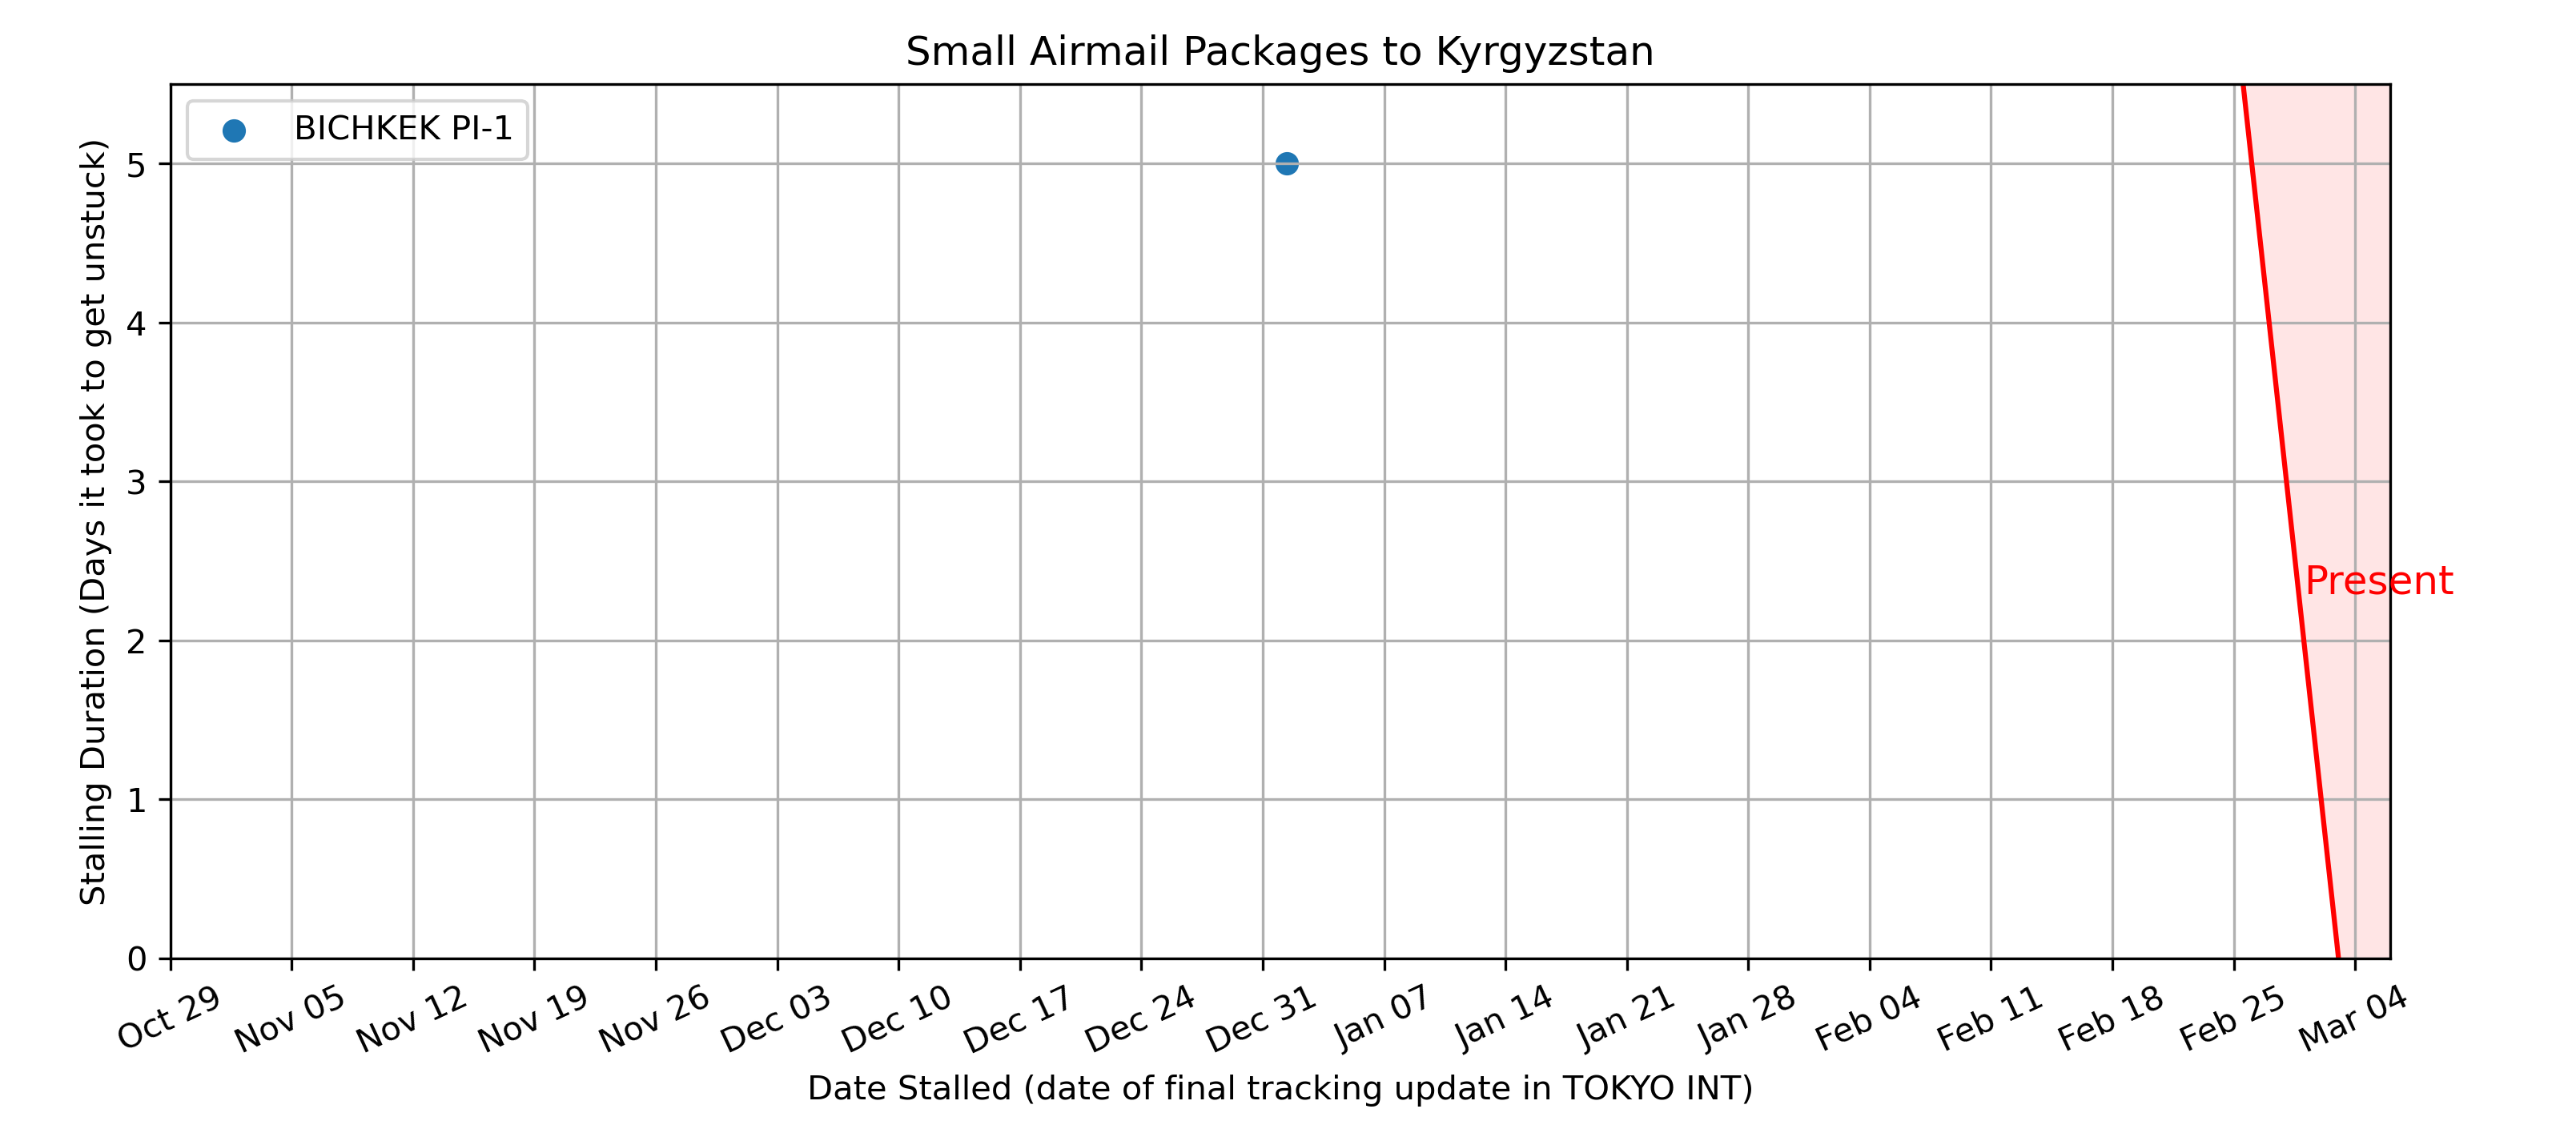 Small Airmail Packages to Kyrgyzstan
BICHKEK PI-1
Stalling Duration (Days it took to get unstuck)
5
4
3
2
1
0
Present
Oct 29
Nov 05
Nov 12
Nov 19
Nov 26
Dec 03
Dec 10
Dec 17
Dec 24
Dec 31
Jan 07
Jan 14
Jan 21
Jan 28
Feb 04
Feb 11
Feb 18
Feb 25
Mar 04
Date Stalled (date of final tracking update in TOKYO INT)